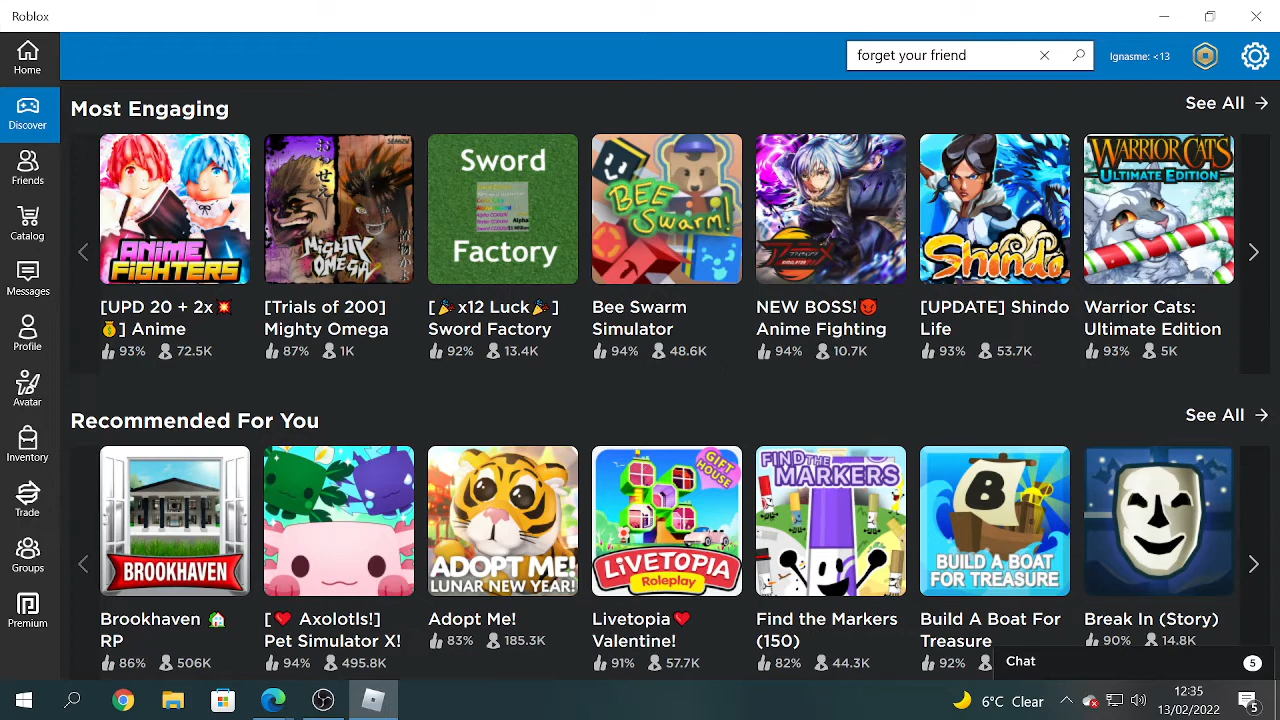 Roblox
forget your friend
Ignasme: <13
Home
Discover
Friends
Catalog
Messages
Profile
Avatar
Inventory
Trade
Groups
Premium
Most Engaging
See All
ANIME FIGHTERS
MIGHTY OMEGA
Sword
Alpha
Factory
BEE Swarm!
Shindo
WARRIOR CATS
ULTIMATE EDITION
[UPD 20 + 2x💥
💰] Anime
93% 72.5K
[Trials of 200]
Mighty Omega
87% 1K
[🎉x12 Luck🎉]
Sword Factory
92% 13.4K
Bee Swarm
Simulator
94% 48.6K
NEW BOSS!😈
Anime Fighting
94% 10.7K
[UPDATE] Shindo
Life
93% 53.7K
Warrior Cats:
Ultimate Edition
93% 5K
Recommended For You
See All
BROOKHAVEN
ADOPT ME!
LUNAR NEW YEAR!
GIFT HOUSE
LIVETOPIA
Roleplay
FIND THE
MARKERS
B
BUILD A BOAT
FOR TREASURE
Brookhaven 🏡
RP
86% 506K
[❤️ Axolotls!]
Pet Simulator X!
94% 495.8K
Adopt Me!
83% 185.3K
Livetopia❤️
Valentine!
91% 57.7K
Find the Markers
(150)
82% 44.3K
Build A Boat For
Treasure
92%
Break In (Story)
90% 14.8K
Chat 5
6°C Clear
12:35
13/02/2022
5